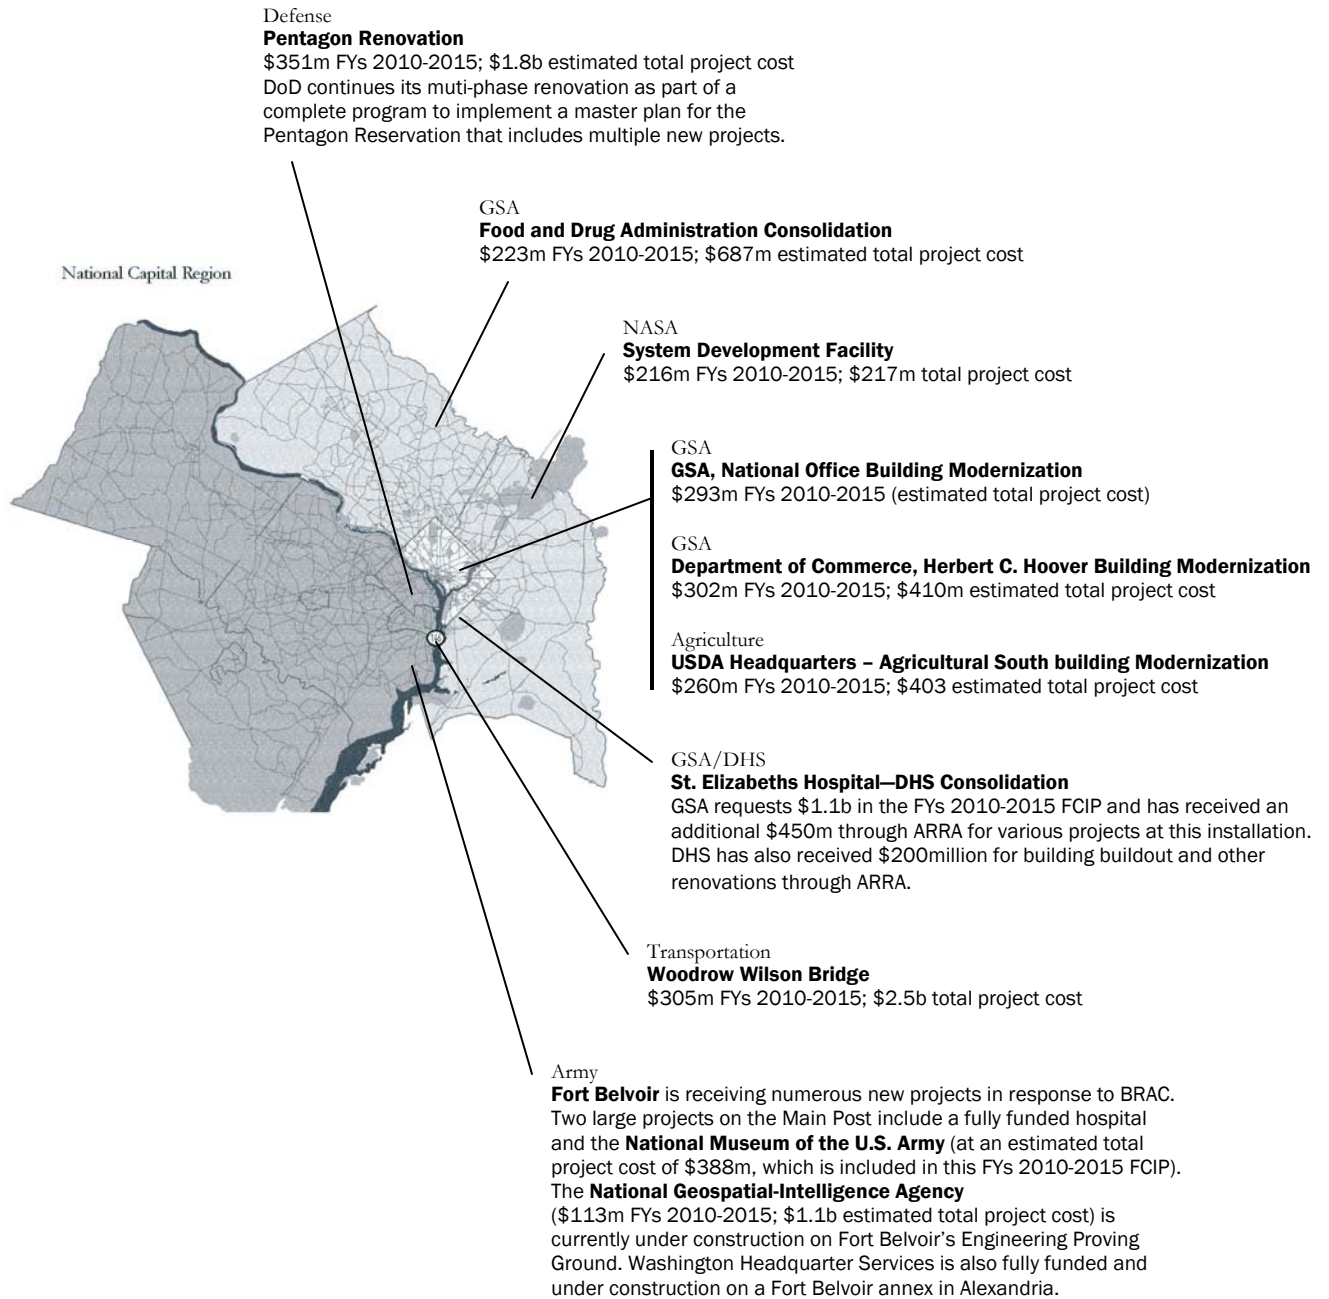 Defense
Pentagon Renovation
$351m FYs 2010-2015; $1.8b estimated total project cost
DoD continues its muti-phase renovation as part of a
complete program to implement a master plan for the
Pentagon Reservation that includes multiple new projects.
GSA
Food and Drug Administration Consolidation
$223m FYs 2010-2015; $687m estimated total project cost
National Capital Region
NASA
System Development Facility
$216m FYs 2010-2015; $217m total project cost
GSA
GSA, National Office Building Modernization
$293m FYs 2010-2015 (estimated total project cost)
GSA
Department of Commerce, Herbert C. Hoover Building Modernization
$302m FYs 2010-2015; $410m estimated total project cost
Agriculture
USDA Headquarters – Agricultural South building Modernization
$260m FYs 2010-2015; $403 estimated total project cost
GSA/DHS
St. Elizabeths Hospital—DHS Consolidation
GSA requests $1.1b in the FYs 2010-2015 FCIP and has received an
additional $450m through ARRA for various projects at this installation.
DHS has also received $200million for building buildout and other
renovations through ARRA.
Transportation
Woodrow Wilson Bridge
$305m FYs 2010-2015; $2.5b total project cost
Army
Fort Belvoir is receiving numerous new projects in response to BRAC.
Two large projects on the Main Post include a fully funded hospital
and the National Museum of the U.S. Army (at an estimated total
project cost of $388m, which is included in this FYs 2010-2015 FCIP).
The National Geospatial-Intelligence Agency
($113m FYs 2010-2015; $1.1b estimated total project cost) is
currently under construction on Fort Belvoir's Engineering Proving
Ground. Washington Headquarter Services is also fully funded and
under construction on a Fort Belvoir annex in Alexandria.